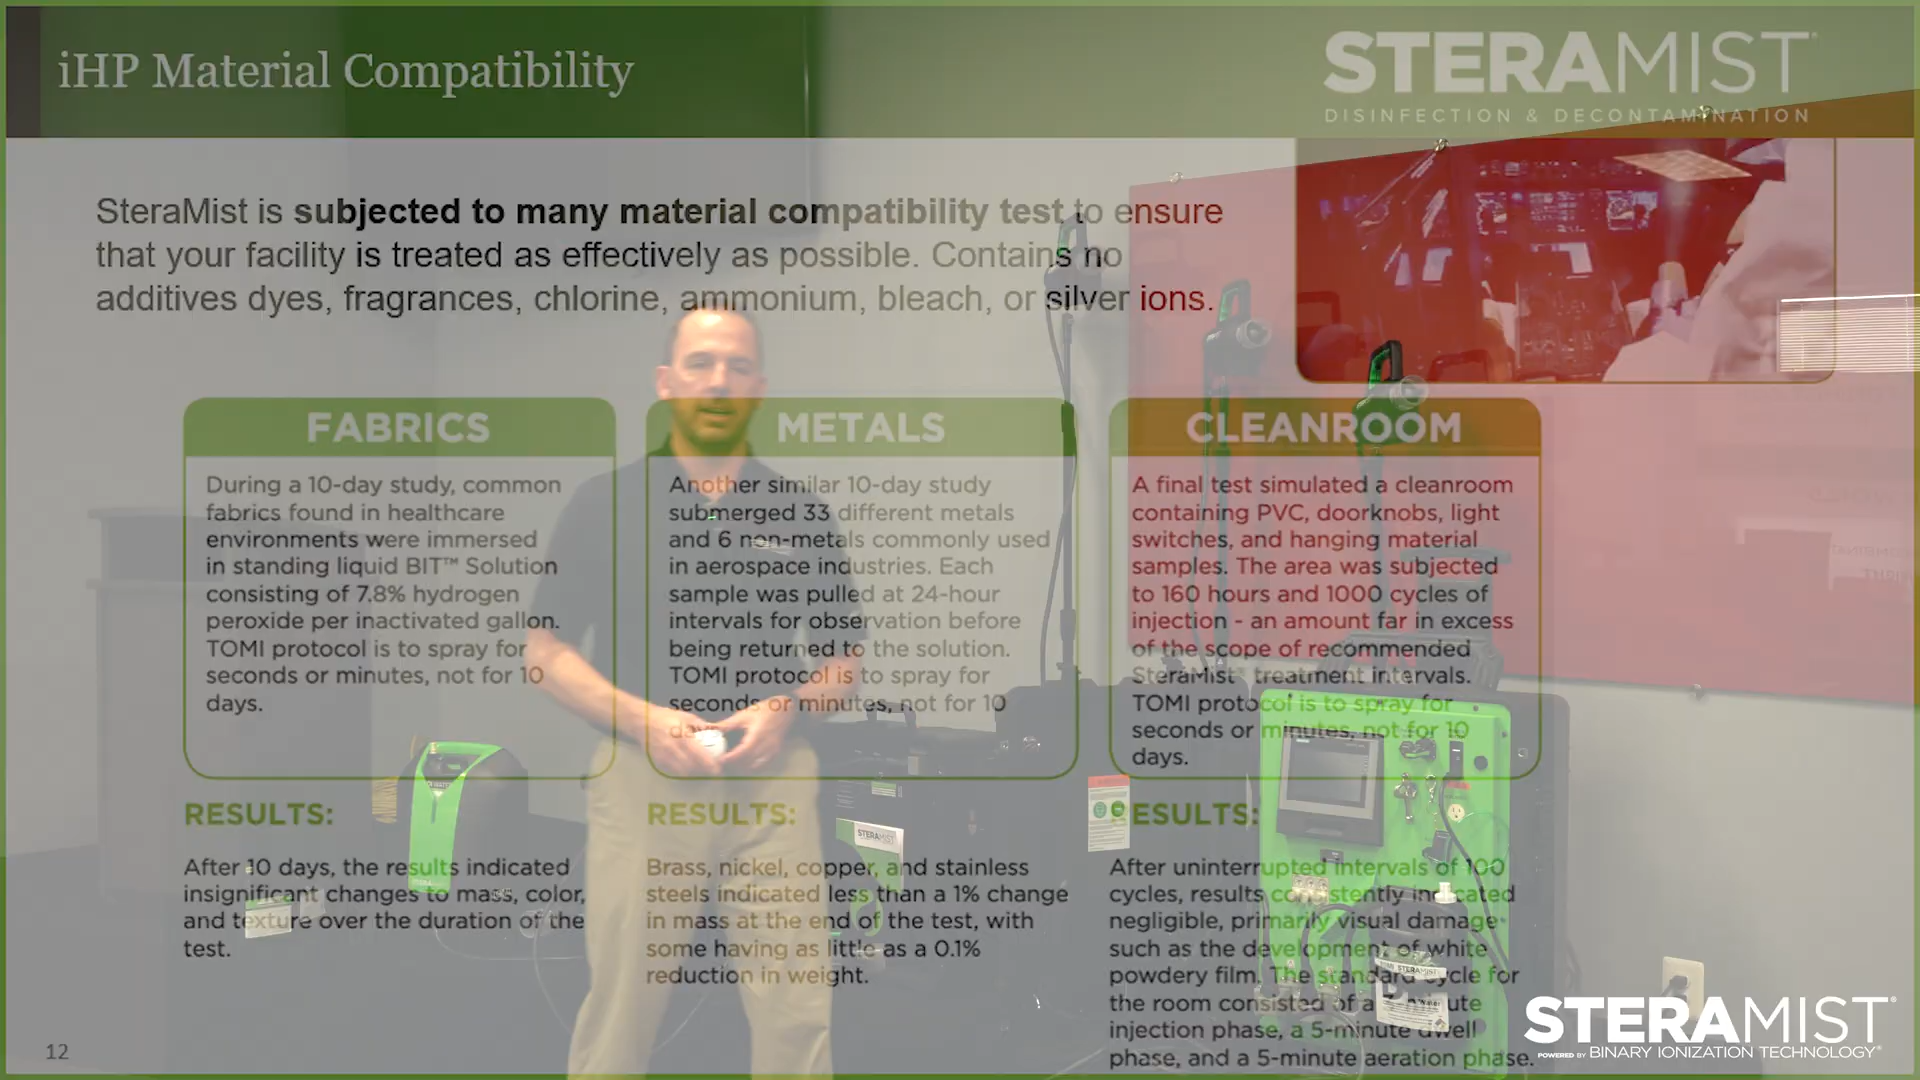 iHP Material Compatibility
STERAMIST®
DISINFECTION & DECONTAMINATION
SteraMist is subjected to many material compatibility test to ensure
that your facility is treated as effectively as possible. Contains no
additives dyes, fragrances, chlorine, ammonium, bleach, or silver ions.
FABRICS
During a 10-day study, common
fabrics found in healthcare
environments were immersed
in standing liquid BIT™ Solution
consisting of 7.8% hydrogen
peroxide per inactivated gallon.
TOMI protocol is to spray for
seconds or minutes, not for 10
days.
RESULTS:
After 10 days, the results indicated
insignificant changes to mass, color,
and texture over the duration of the
test.
METALS
Another similar 10-day study
submerged 33 different metals
and 6 non-metals commonly used
in aerospace industries. Each
sample was pulled at 24-hour
intervals for observation before
being returned to the solution.
TOMI protocol is to spray for
seconds or minutes, not for 10
days.
RESULTS:
Brass, nickel, copper, and stainless
steels indicated less than a 1% change
in mass at the end of the test, with
some having as little as a 0.1%
reduction in weight.
CLEANROOM
A final test simulated a cleanroom
containing PVC, doorknobs, light
switches, and hanging material
samples. The area was subjected
to 160 hours and 1000 cycles of
injection - an amount far in excess
of the scope of recommended
SteraMist® treatment intervals.
TOMI protocol is to spray for
seconds or minutes, not for 10
days.
RESULTS:
After uninterrupted intervals of 100
cycles, results consistently indicated
negligible, primarily visual damage
such as the development of white
powdery film. The standard cycle for
the room consisted of a
injection phase, a 5-minute dwell
phase, and a 5-minute aeration phase.
12
STERAMIST
STERAMIST
STERAMIST®
POWERED BY BINARY IONIZATION TECHNOLOGY®